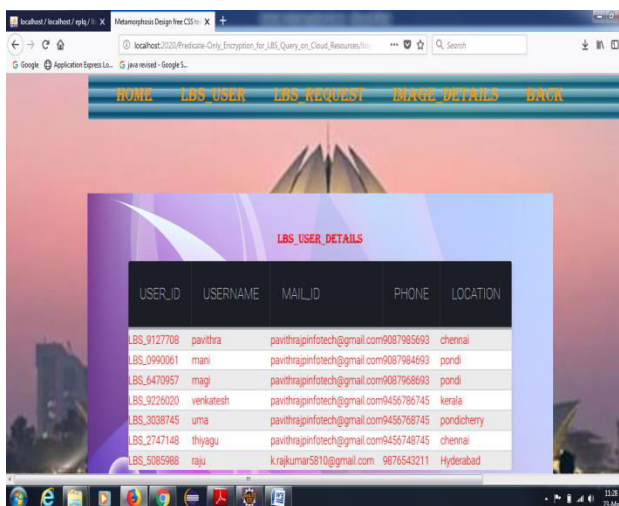 localhost / localhost / eplq / lb X Metamorphosis Design free CSS te X +
localhost:2020/Predicate-Only_Encryption_for_LBS_Query_on_Cloud_Resources/ ... Search
Google Application Express Lo... java revised - Google S...
HOME LBS_USER LBS_REQUEST IMAGE_DETAILS BACK
LBS_USER_DETAILS
USER_ID USERNAME MAIL_ID PHONE LOCATION
LBS_9127708 pavithra pavithrajpinfotech@gmail.com9087985693 chennai
LBS_0990061 mani pavithrajpinfotech@gmail.com9087984693 pondi
LBS_6470957 magi pavithrajpinfotech@gmail.com9087968693 pondi
LBS_9226020 venkatesh pavithrajpinfotech@gmail.com9456786745 kerala
LBS_3038745 uma pavithrajpinfotech@gmail.com9456768745 pondicherry
LBS_2747148 thiyagu pavithrajpinfotech@gmail.com9456748745 chennai
LBS_5085988 raju k.rajkumar5810@gmail.com 9876543211 Hyderabad
11:28